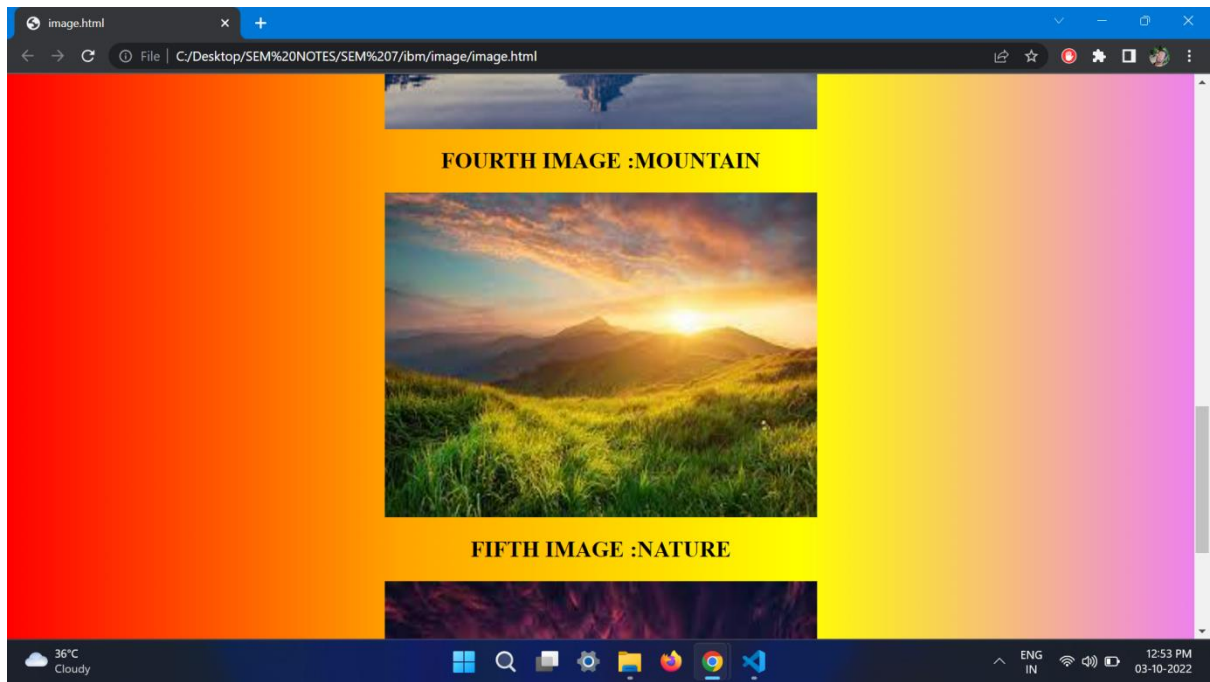 image.html
File | C:/Desktop/SEM%20NOTES/SEM%207/ibm/image/image.html
FOURTH IMAGE :MOUNTAIN
FIFTH IMAGE :NATURE
36°C
Cloudy
ENG
IN
12:53 PM
03-10-2022